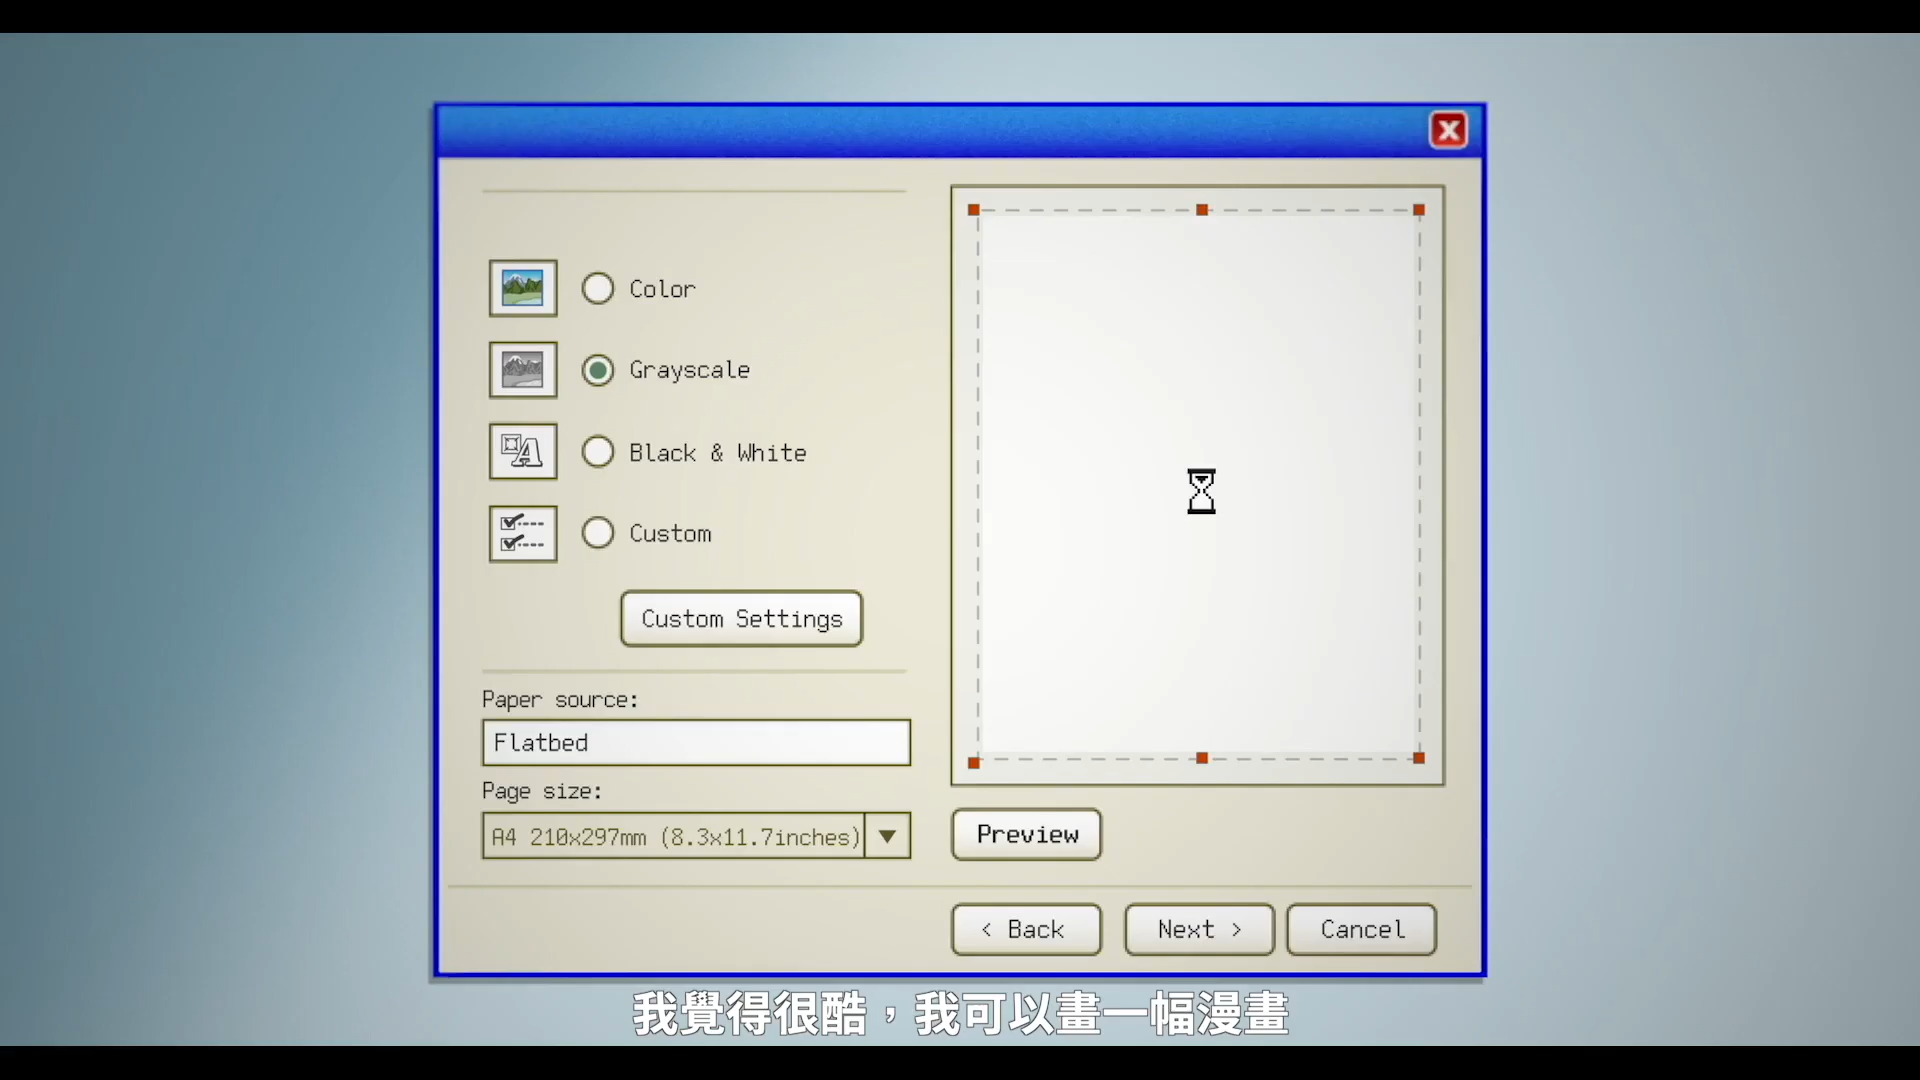 Color
Grayscale
Black & White
Custom
Custom Settings
Paper source:
Flatbed
Page size:
A4 210x297mm (8.3x11.7inches)
Preview
< Back
Next >
Cancel
我覺得很酷，我可以畫一幅漫畫